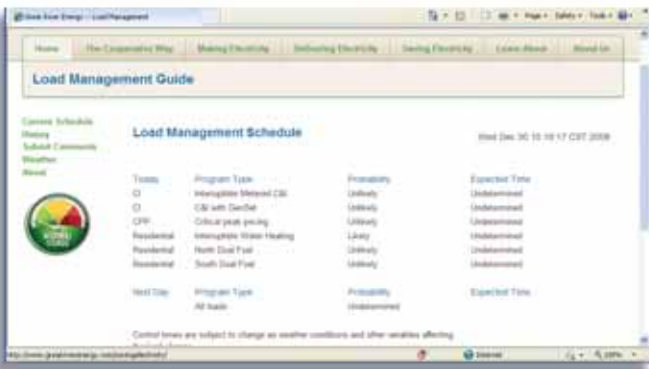 Great River Energy - Load Management
Page Safety Tools
Home The Cooperative Way Making Electricity Delivering Electricity Saving Electricity Learn About About Us
Load Management Guide
Current Schedule
History
Submit Comments
Weather
About
Load Management Schedule
Wed Dec 30 10:10:17 CST 2009
Today Program Type Probability Expected Time
CI Interruptible Metered C&I Unlikely Undetermined
CI C&I with GenSet Unlikely Undetermined
CPP Critical peak pricing Unlikely Undetermined
Residential Interruptible Water Heating Likely Undetermined
Residential North Dual Fuel Unlikely Undetermined
Residential South Dual Fuel Unlikely Undetermined
Next Day Program Type Probability Expected Time
All loads Undetermined
Control times are subject to change as weather conditions and other variables affecting
Internet